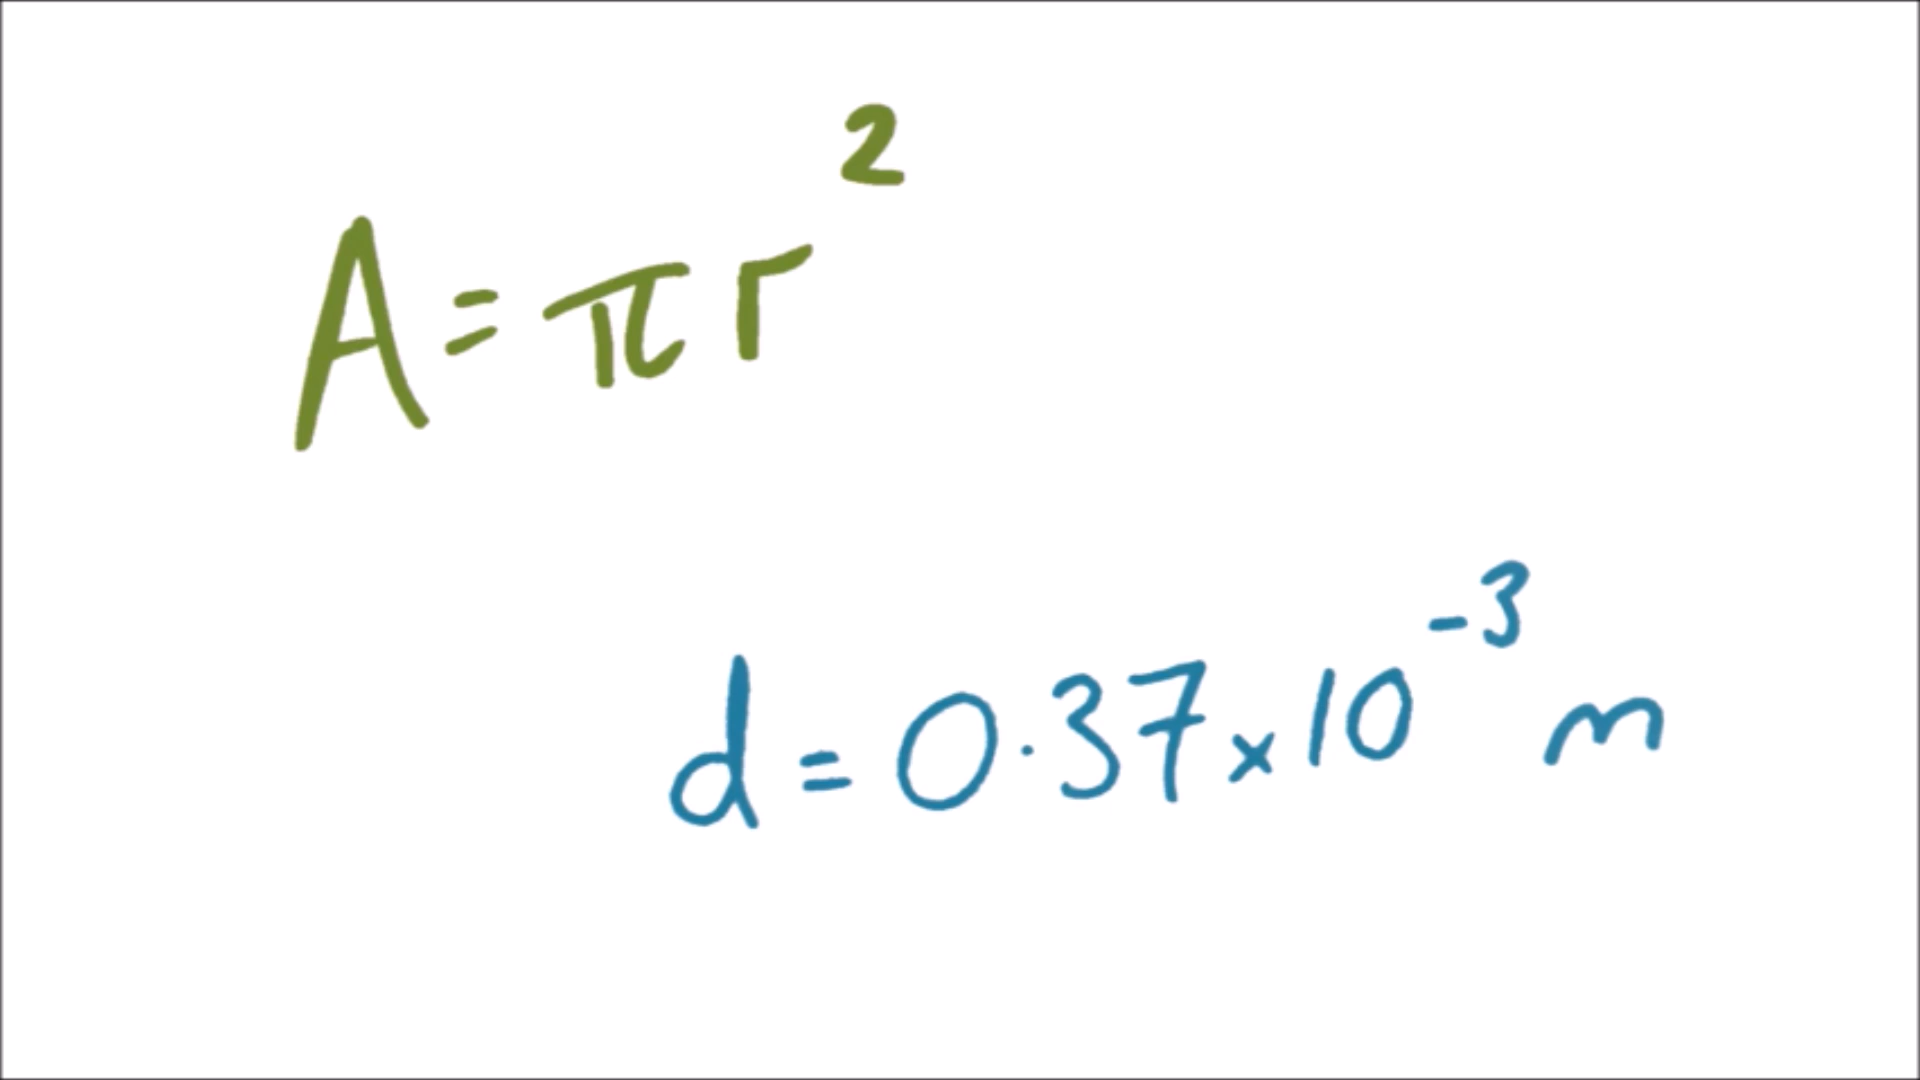 A = πr²
d = 0.37 × 10⁻³ m